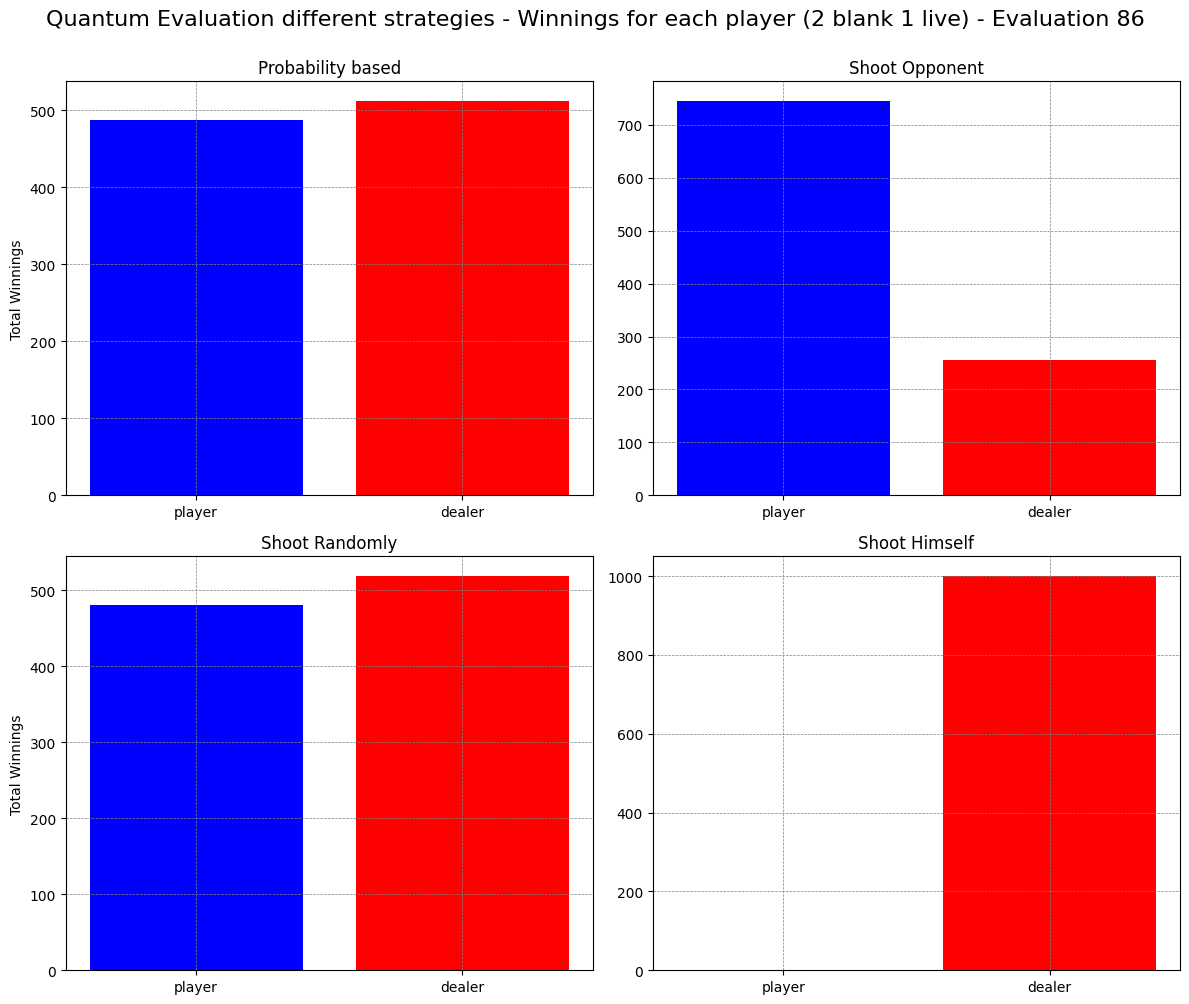 Quantum Evaluation different strategies - Winnings for each player (2 blank 1 live) - Evaluation 86
Probability based
500
400
300
200
100
0
Total Winnings
player dealer
Shoot Opponent
700
600
500
400
300
200
100
0
player dealer
Shoot Randomly
500
400
300
200
100
0
Total Winnings
player dealer
Shoot Himself
1000
800
600
400
200
0
player dealer